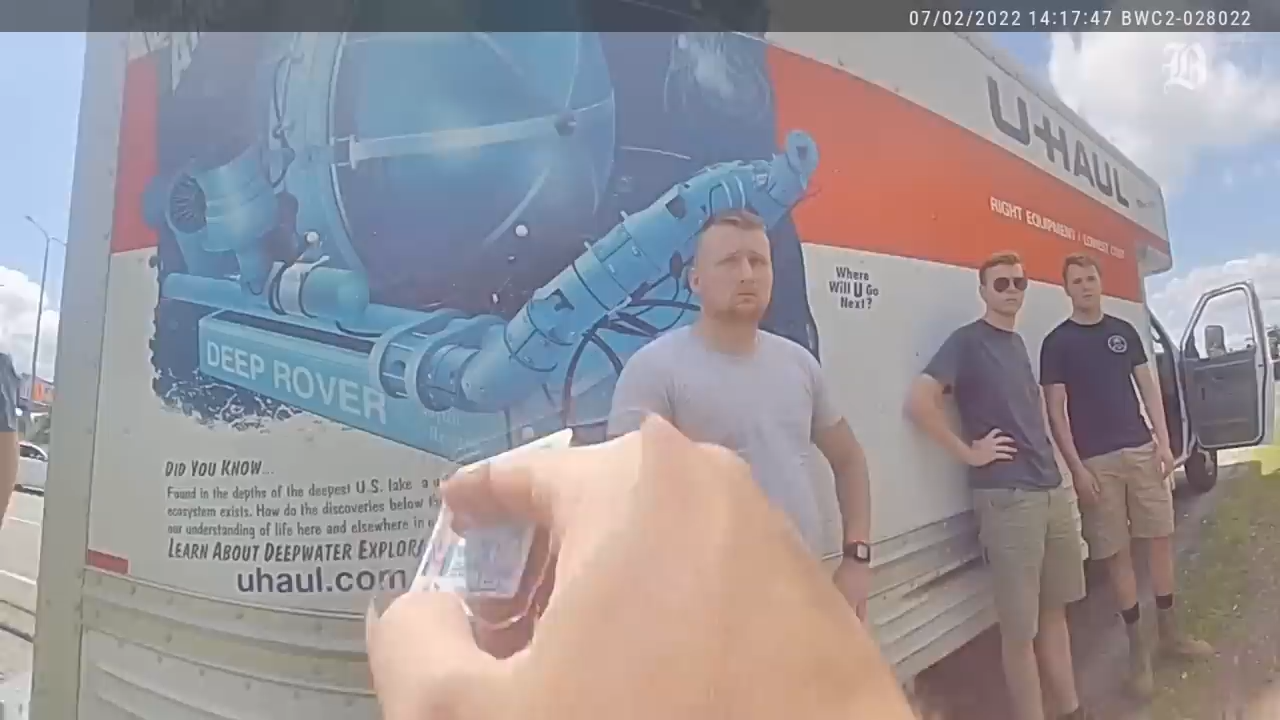 07/02/2022 14:17:47 BWC2-028022
B
U-HAUL
RIGHT EQUIPMENT / LOWEST COST
Where
Will U Go
Next?
DEEP ROVER
DID YOU KNOW...
Found in the depths of the deepest U.S. lake a
ecosystem exists. How do the discoveries below
our understanding of life here and elsewhere in
LEARN ABOUT DEEPWATER
uhaul.com